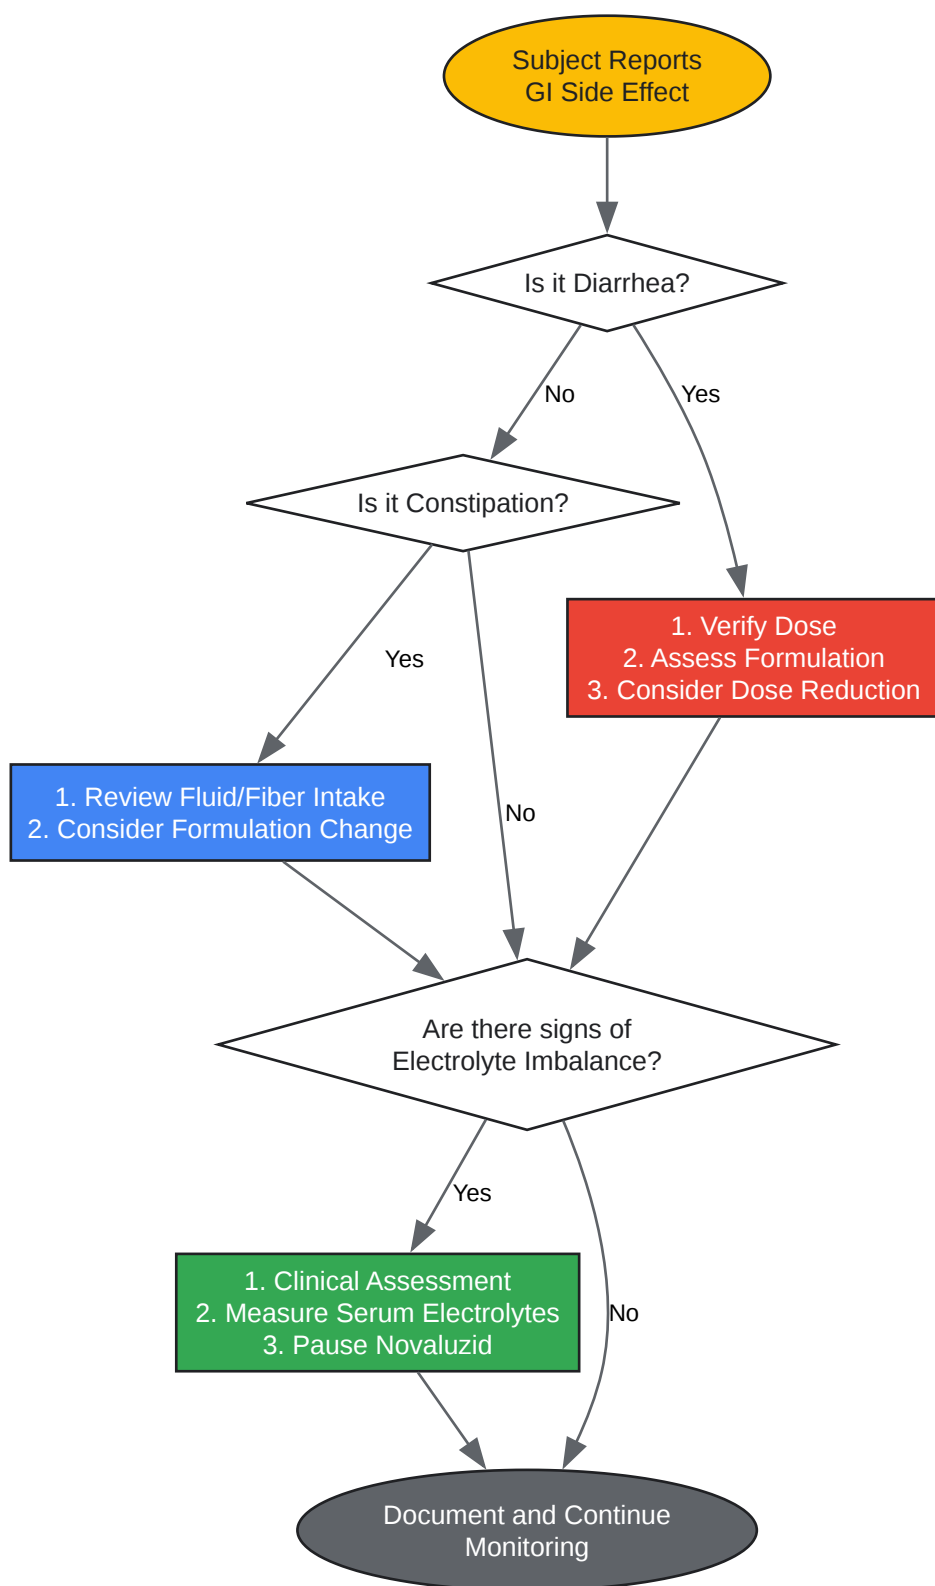 Subject Reports
GI Side Effect
Is it Diarrhea?
No
Yes
Is it Constipation?
1. Verify Dose
2. Assess Formulation
3. Consider Dose Reduction
Yes
No
1. Review Fluid/Fiber Intake
2. Consider Formulation Change
Are there signs of
Electrolyte Imbalance?
Yes
No
1. Clinical Assessment
2. Measure Serum Electrolytes
3. Pause Novaluzid
Document and Continue
Monitoring